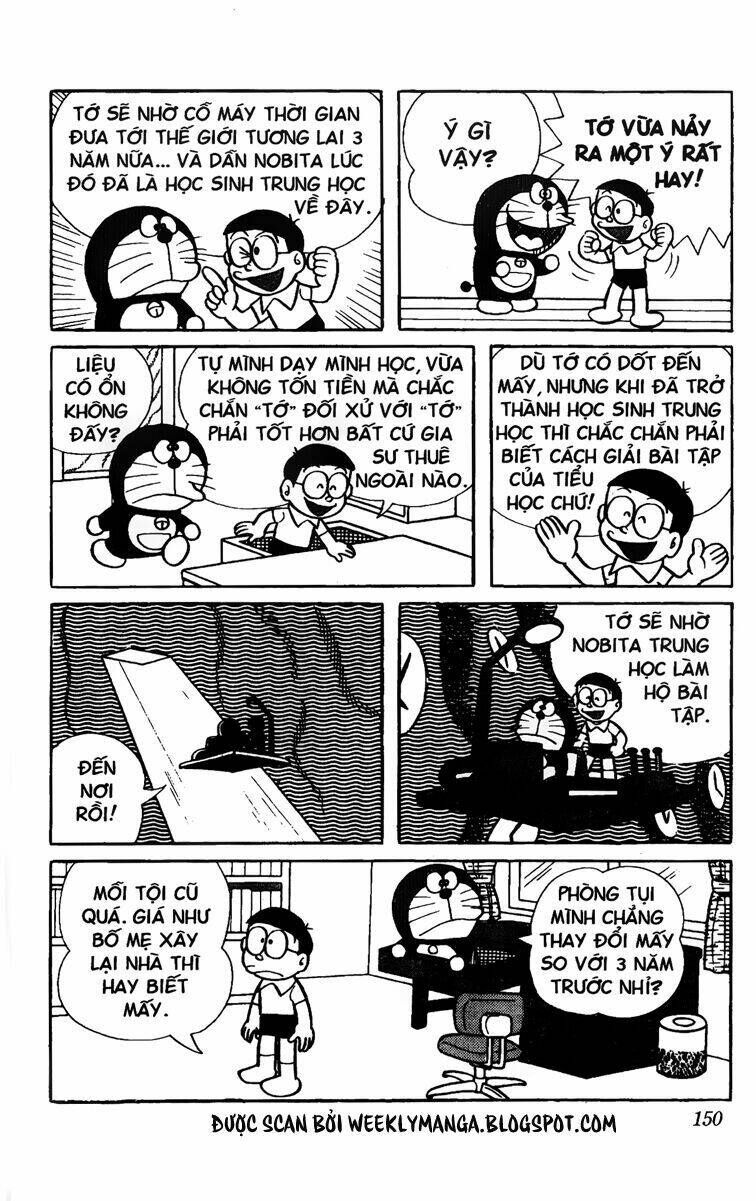 TỚ VỪA NẢY
RA MỘT Ý RẤT
HAY!
Ý GÌ
VẬY?
TỚ SẼ NHỜ CỖ MÁY THỜI GIAN
ĐƯA TỚI THẾ GIỚI TƯƠNG LAI 3
NĂM NỮA... VÀ DẪN NOBITA LÚC
ĐÓ ĐÃ LÀ HỌC SINH TRUNG HỌC
VỀ ĐÂY.
DÙ TỚ CÓ DỐT ĐẾN
MẤY, NHƯNG KHI ĐÃ TRỞ
THÀNH HỌC SINH TRUNG
HỌC THÌ CHẮC CHẮN PHẢI
BIẾT CÁCH GIẢI BÀI TẬP
CỦA TIỂU
HỌC CHỨ!
TỰ MÌNH DẠY MÌNH HỌC, VỪA
KHÔNG TỐN TIỀN MÀ CHẮC
CHẮN "TỚ" ĐỐI XỬ VỚI "TỚ"
PHẢI TỐT HƠN BẤT CỨ GIA
SƯ THUÊ
NGOÀI NÀO.
LIỆU
CÓ ỔN
KHÔNG
ĐẤY?
TỚ SẼ NHỜ
NOBITA TRUNG
HỌC LÀM
HỘ BÀI
TẬP.
ĐẾN
NƠI
RỒI!
PHÒNG TỤI
MÌNH CHẲNG
THAY ĐỔI MẤY
SO VỚI 3 NĂM
TRƯỚC NHỈ?
MỖI TỘI CŨ
QUÁ. GIÁ NHƯ
BỐ MẸ XÂY
LẠI NHÀ THÌ
HAY BIẾT
MẤY.
ĐƯỢC SCAN BỞI WEEKLYMANGA.BLOGSPOT.COM
150